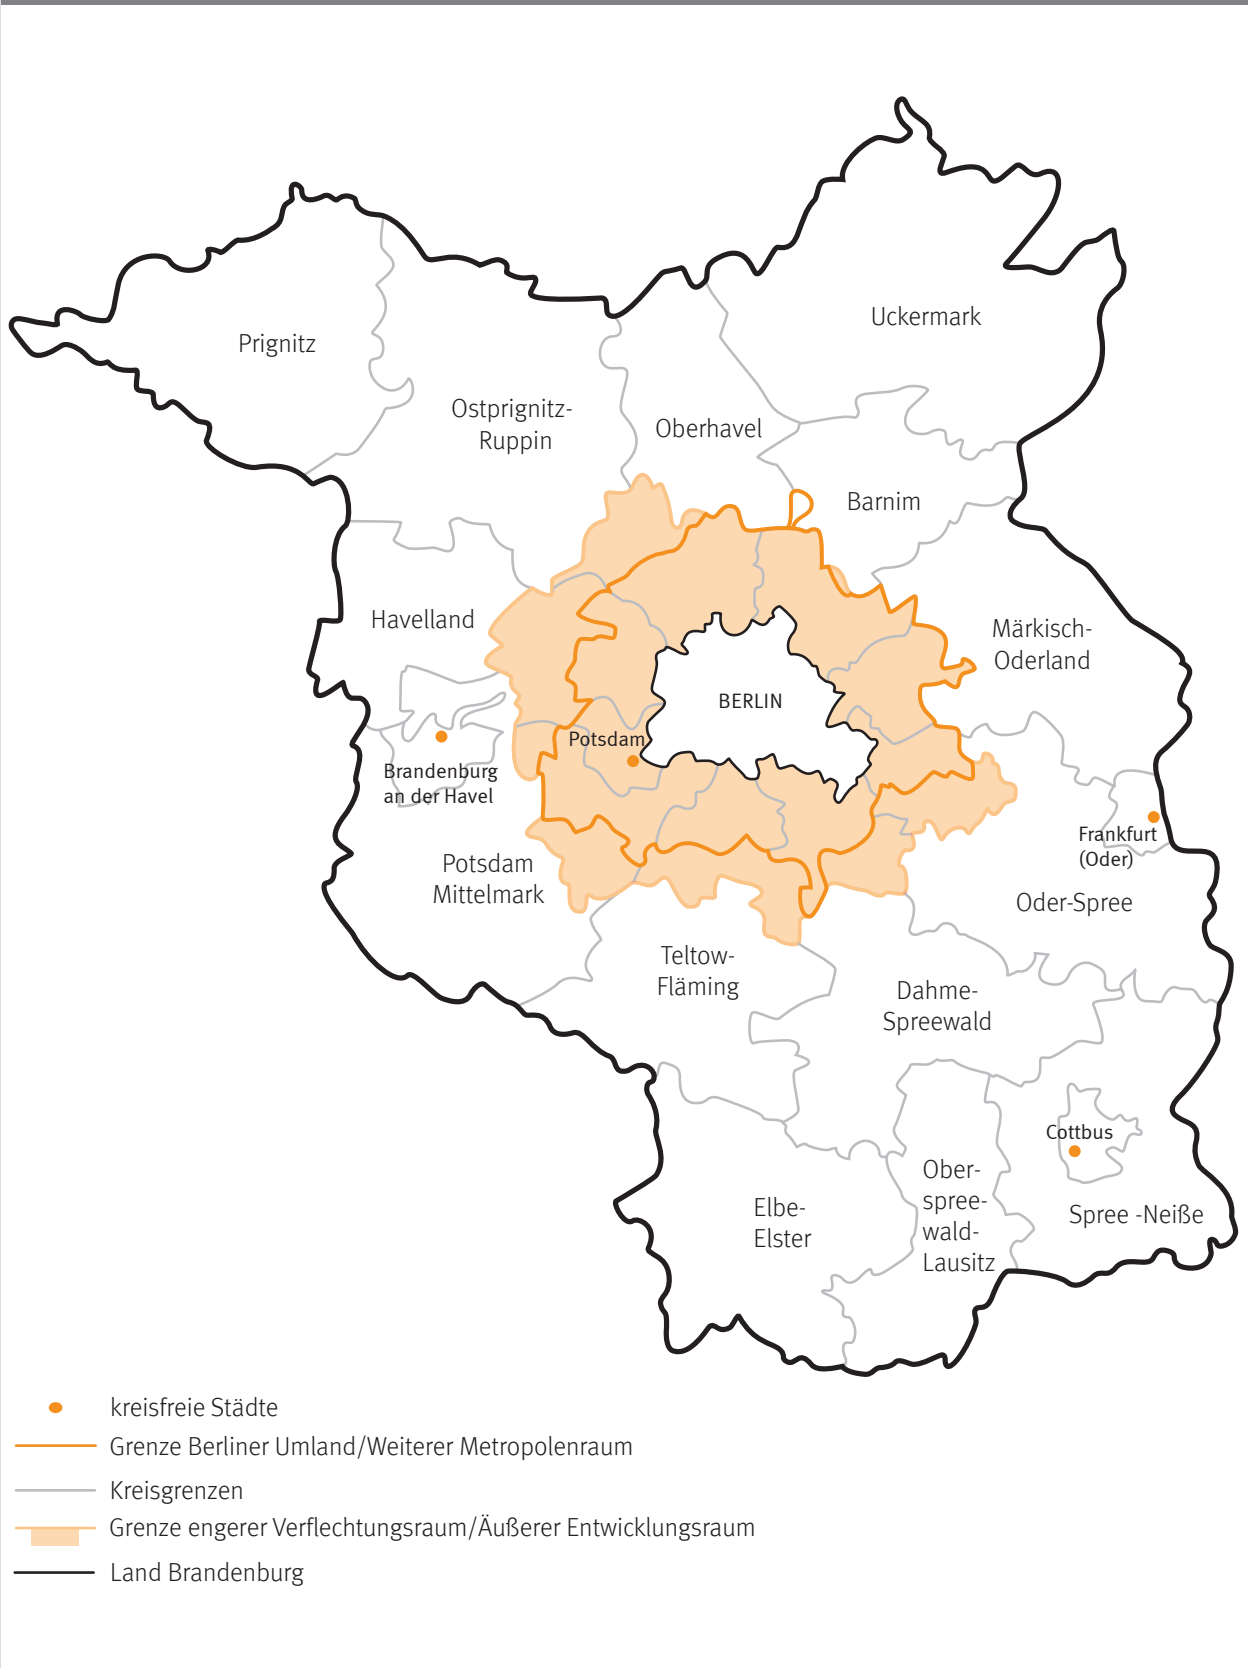 Uckermark
Prignitz
Ostprignitz-
Ruppin
Oberhavel
Barnim
Havelland
Märkisch-
Oderland
BERLIN
Potsdam
Brandenburg
an der Havel
Frankfurt
(Oder)
Potsdam
Mittelmark
Oder-Spree
Teltow-
Fläming
Dahme-
Spreewald
Cottbus
Ober-
spree-
wald-
Lausitz
Elbe-
Elster
Spree -Neiße
kreisfreie Städte
Grenze Berliner Umland/Weiterer Metropolenraum
Kreisgrenzen
Grenze engerer Verflechtungsraum/Äußerer Entwicklungsraum
Land Brandenburg